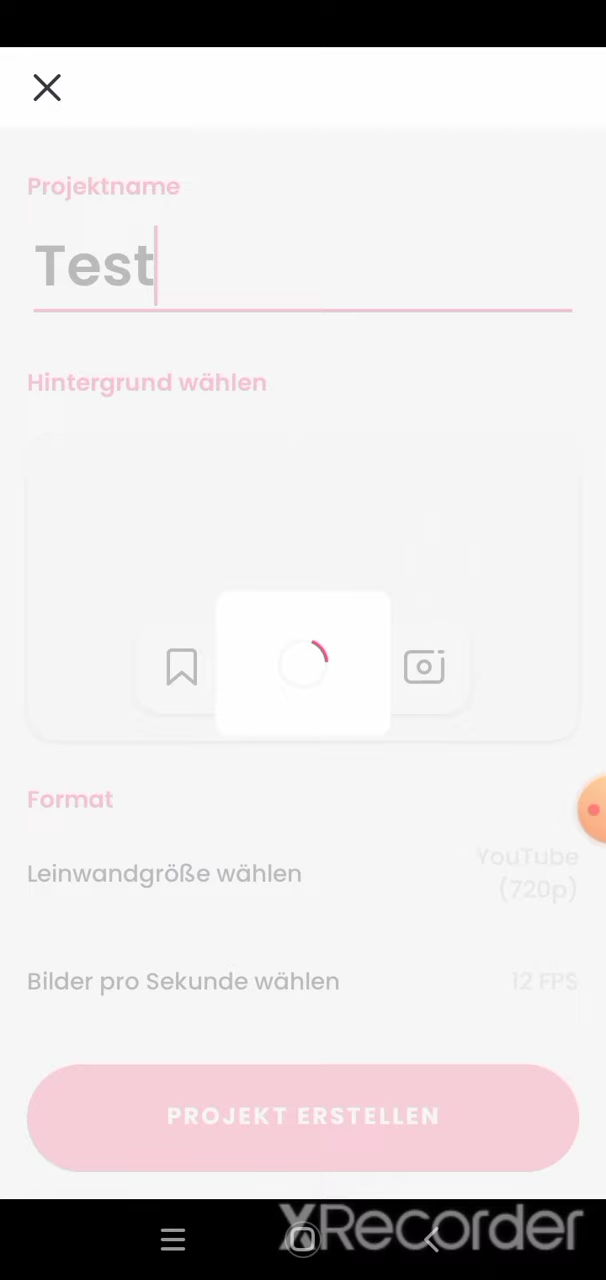 Projektname
Test
Hintergrund wählen
Format
Leinwandgröße wählen
YouTube
(720p)
Bilder pro Sekunde wählen
12 FPS
PROJEKT ERSTELLEN
XRecorder